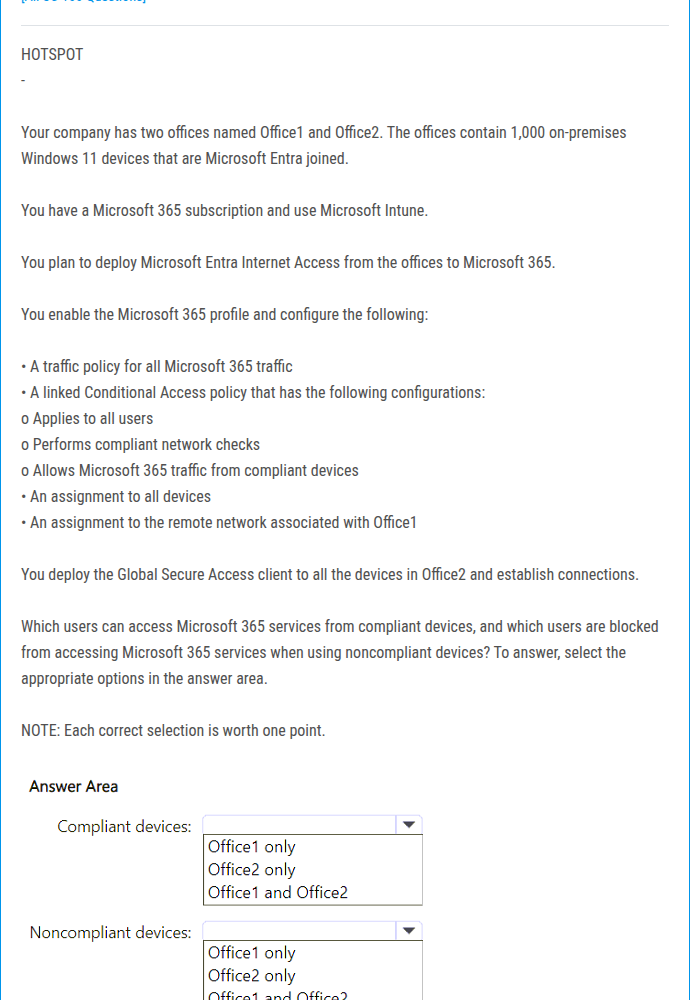 HOTSPOT
-
Your company has two offices named Office1 and Office2. The offices contain 1,000 on-premises
Windows 11 devices that are Microsoft Entra joined.
You have a Microsoft 365 subscription and use Microsoft Intune.
You plan to deploy Microsoft Entra Internet Access from the offices to Microsoft 365.
You enable the Microsoft 365 profile and configure the following:
• A traffic policy for all Microsoft 365 traffic
• A linked Conditional Access policy that has the following configurations:
o Applies to all users
o Performs compliant network checks
o Allows Microsoft 365 traffic from compliant devices
• An assignment to all devices
• An assignment to the remote network associated with Office1
You deploy the Global Secure Access client to all the devices in Office2 and establish connections.
Which users can access Microsoft 365 services from compliant devices, and which users are blocked
from accessing Microsoft 365 services when using noncompliant devices? To answer, select the
appropriate options in the answer area.
NOTE: Each correct selection is worth one point.
Answer Area
Compliant devices:
Office1 only
Office2 only
Office1 and Office2
Noncompliant devices:
Office1 only
Office2 only
Office1 and Office2